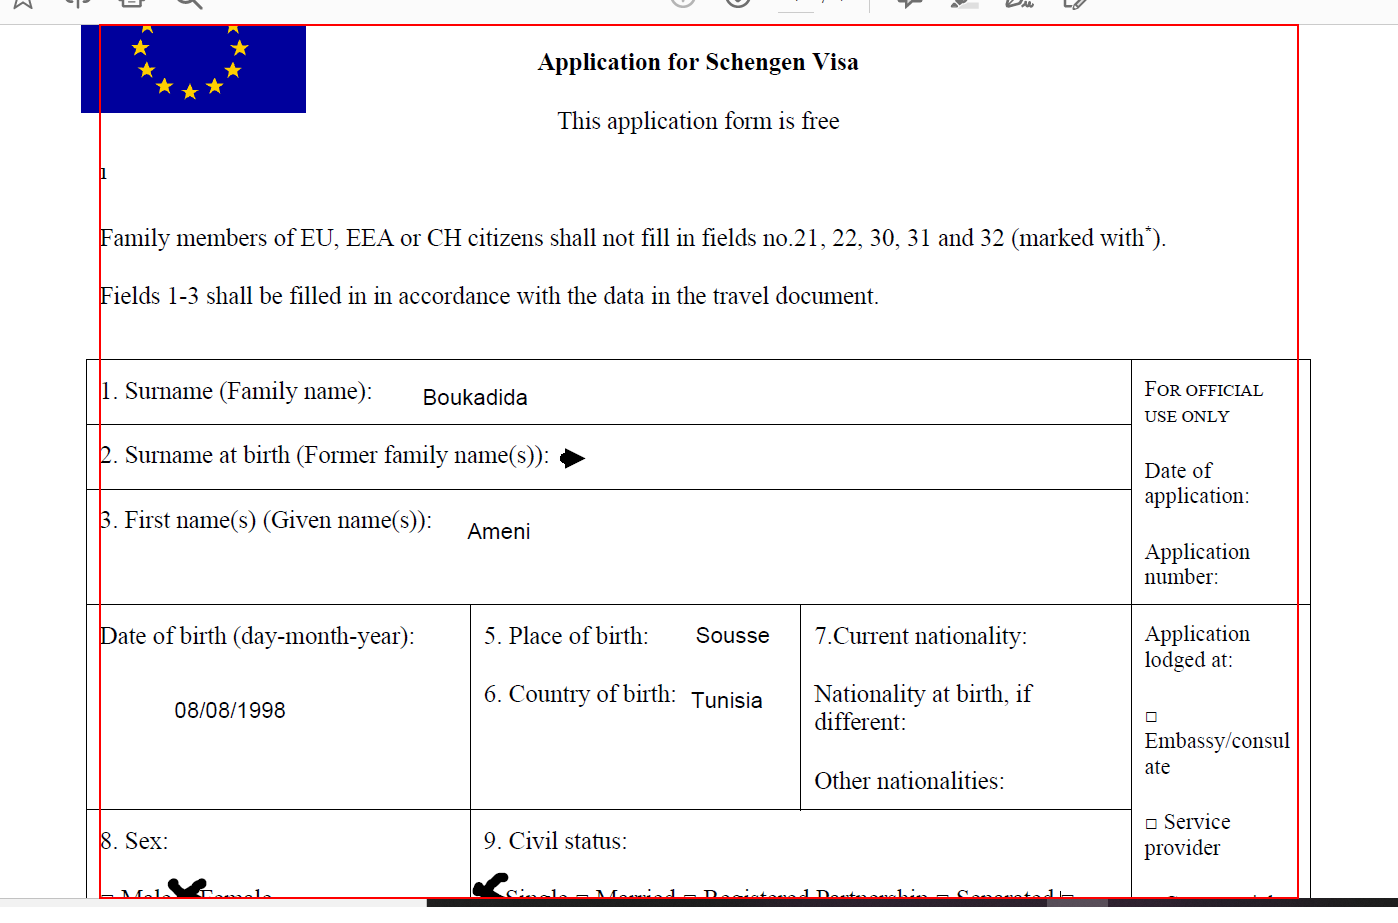 Application for Schengen Visa
This application form is free
1
Family members of EU, EEA or CH citizens shall not fill in fields no.21, 22, 30, 31 and 32 (marked with*).
Fields 1-3 shall be filled in in accordance with the data in the travel document.
1. Surname (Family name): Boukadida
2. Surname at birth (Former family name(s)):
3. First name(s) (Given name(s)): Ameni
FOR OFFICIAL
USE ONLY
Date of
application:
Application
number:
Date of birth (day-month-year):
08/08/1998
5. Place of birth: Sousse
6. Country of birth: Tunisia
7.Current nationality:
Nationality at birth, if
different:
Other nationalities:
Application
lodged at:
□
Embassy/consul
ate
□ Service
provider
8. Sex:
□ Male Female
9. Civil status:
Single □ Married □ Registered Partnership □ Separated □